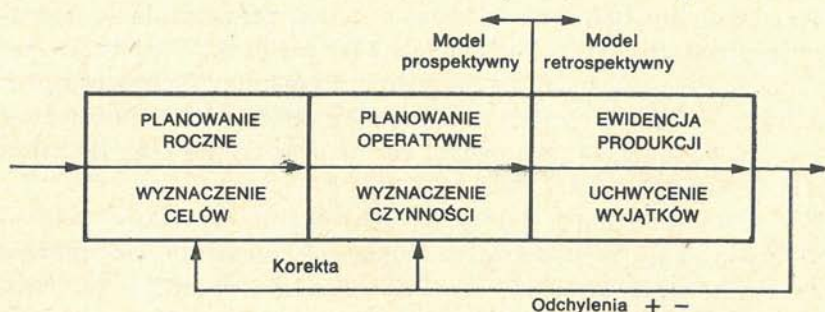 Model
prospektywny
Model
retrospektywny
PLANOWANIE
ROCZNE
WYZNACZENIE
CELÓW
PLANOWANIE
OPERATYWNE
WYZNACZENIE
CZYNNOŚCI
EWIDENCJA
PRODUKCJI
UCHWYCENIE
WYJĄTKÓW
Korekta
Odchylenia + −